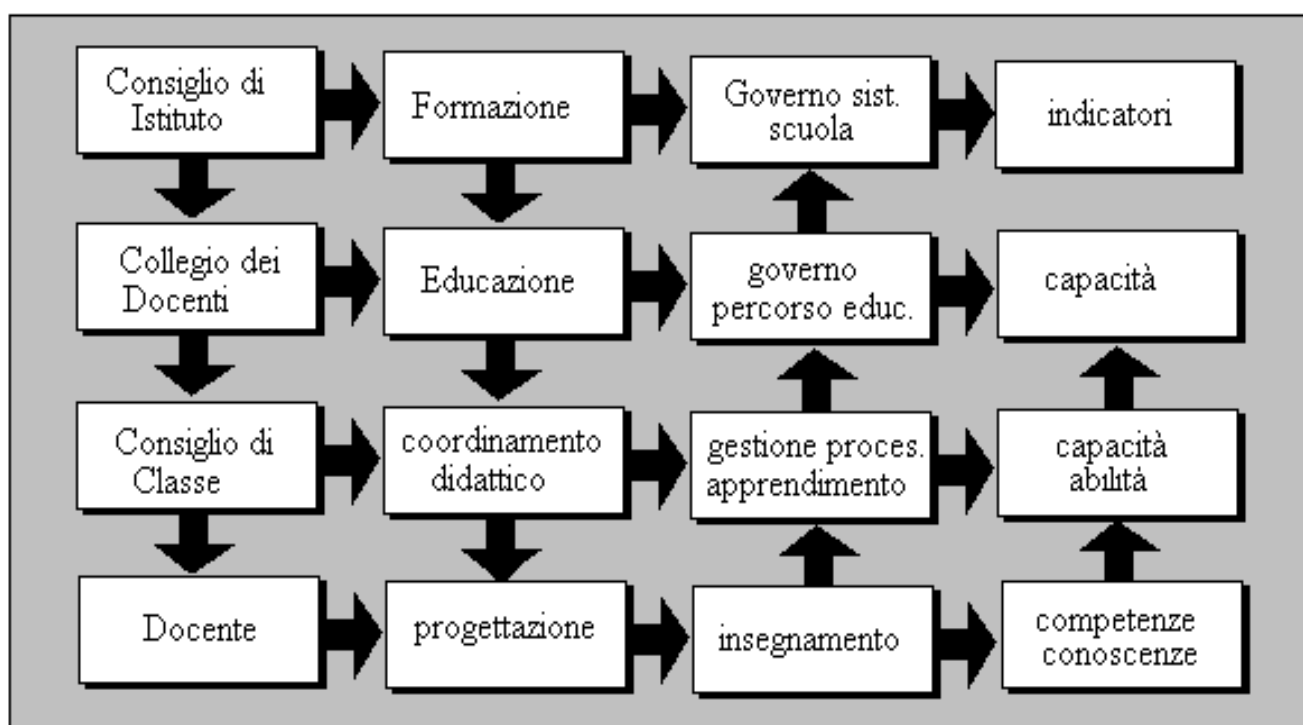 Consiglio di
Istituto
Formazione
Governo sist.
scuola
indicatori
Collegio dei
Docenti
Educazione
governo
percorso educ.
capacità
Consiglio di
Classe
coordinamento
didattico
gestione proces.
apprendimento
capacità
abilità
Docente
progettazione
insegnamento
competenze
conoscenze